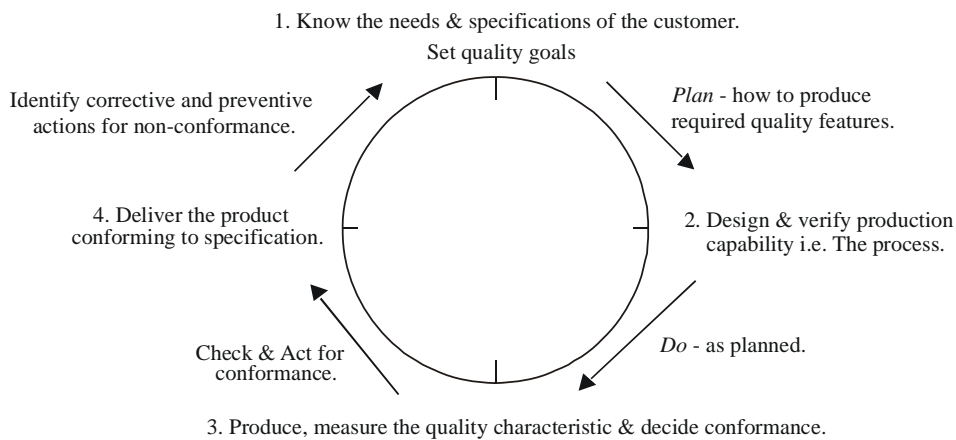 1. Know the needs & specifications of the customer.
Set quality goals
Plan - how to produce
required quality features.
2. Design & verify production
capability i.e. The process.
Do - as planned.
3. Produce, measure the quality characteristic & decide conformance.
Check & Act for
conformance.
4. Deliver the product
conforming to specification.
Identify corrective and preventive
actions for non-conformance.